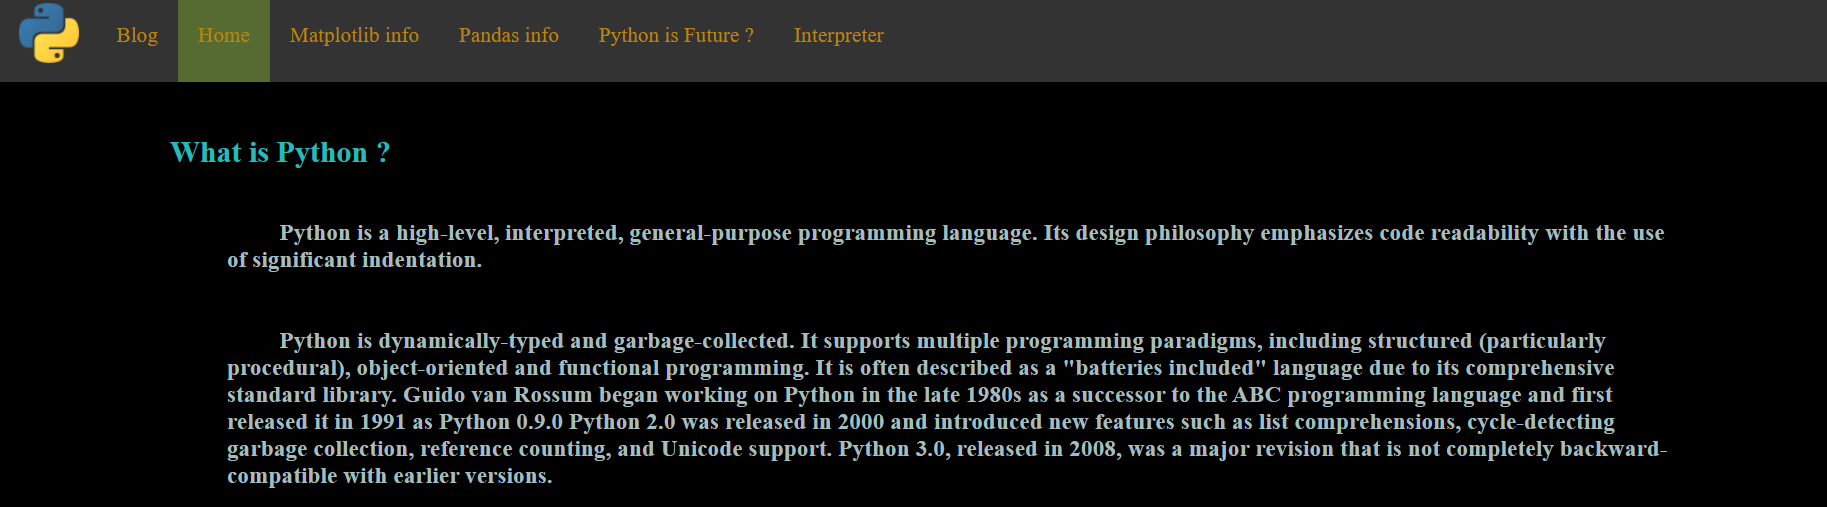 Blog Home Matplotlib info Pandas info Python is Future ? Interpreter
What is Python ?
Python is a high-level, interpreted, general-purpose programming language. Its design philosophy emphasizes code readability with the use
of significant indentation.
Python is dynamically-typed and garbage-collected. It supports multiple programming paradigms, including structured (particularly
procedural), object-oriented and functional programming. It is often described as a "batteries included" language due to its comprehensive
standard library. Guido van Rossum began working on Python in the late 1980s as a successor to the ABC programming language and first
released it in 1991 as Python 0.9.0 Python 2.0 was released in 2000 and introduced new features such as list comprehensions, cycle-detecting
garbage collection, reference counting, and Unicode support. Python 3.0, released in 2008, was a major revision that is not completely backward-
compatible with earlier versions.